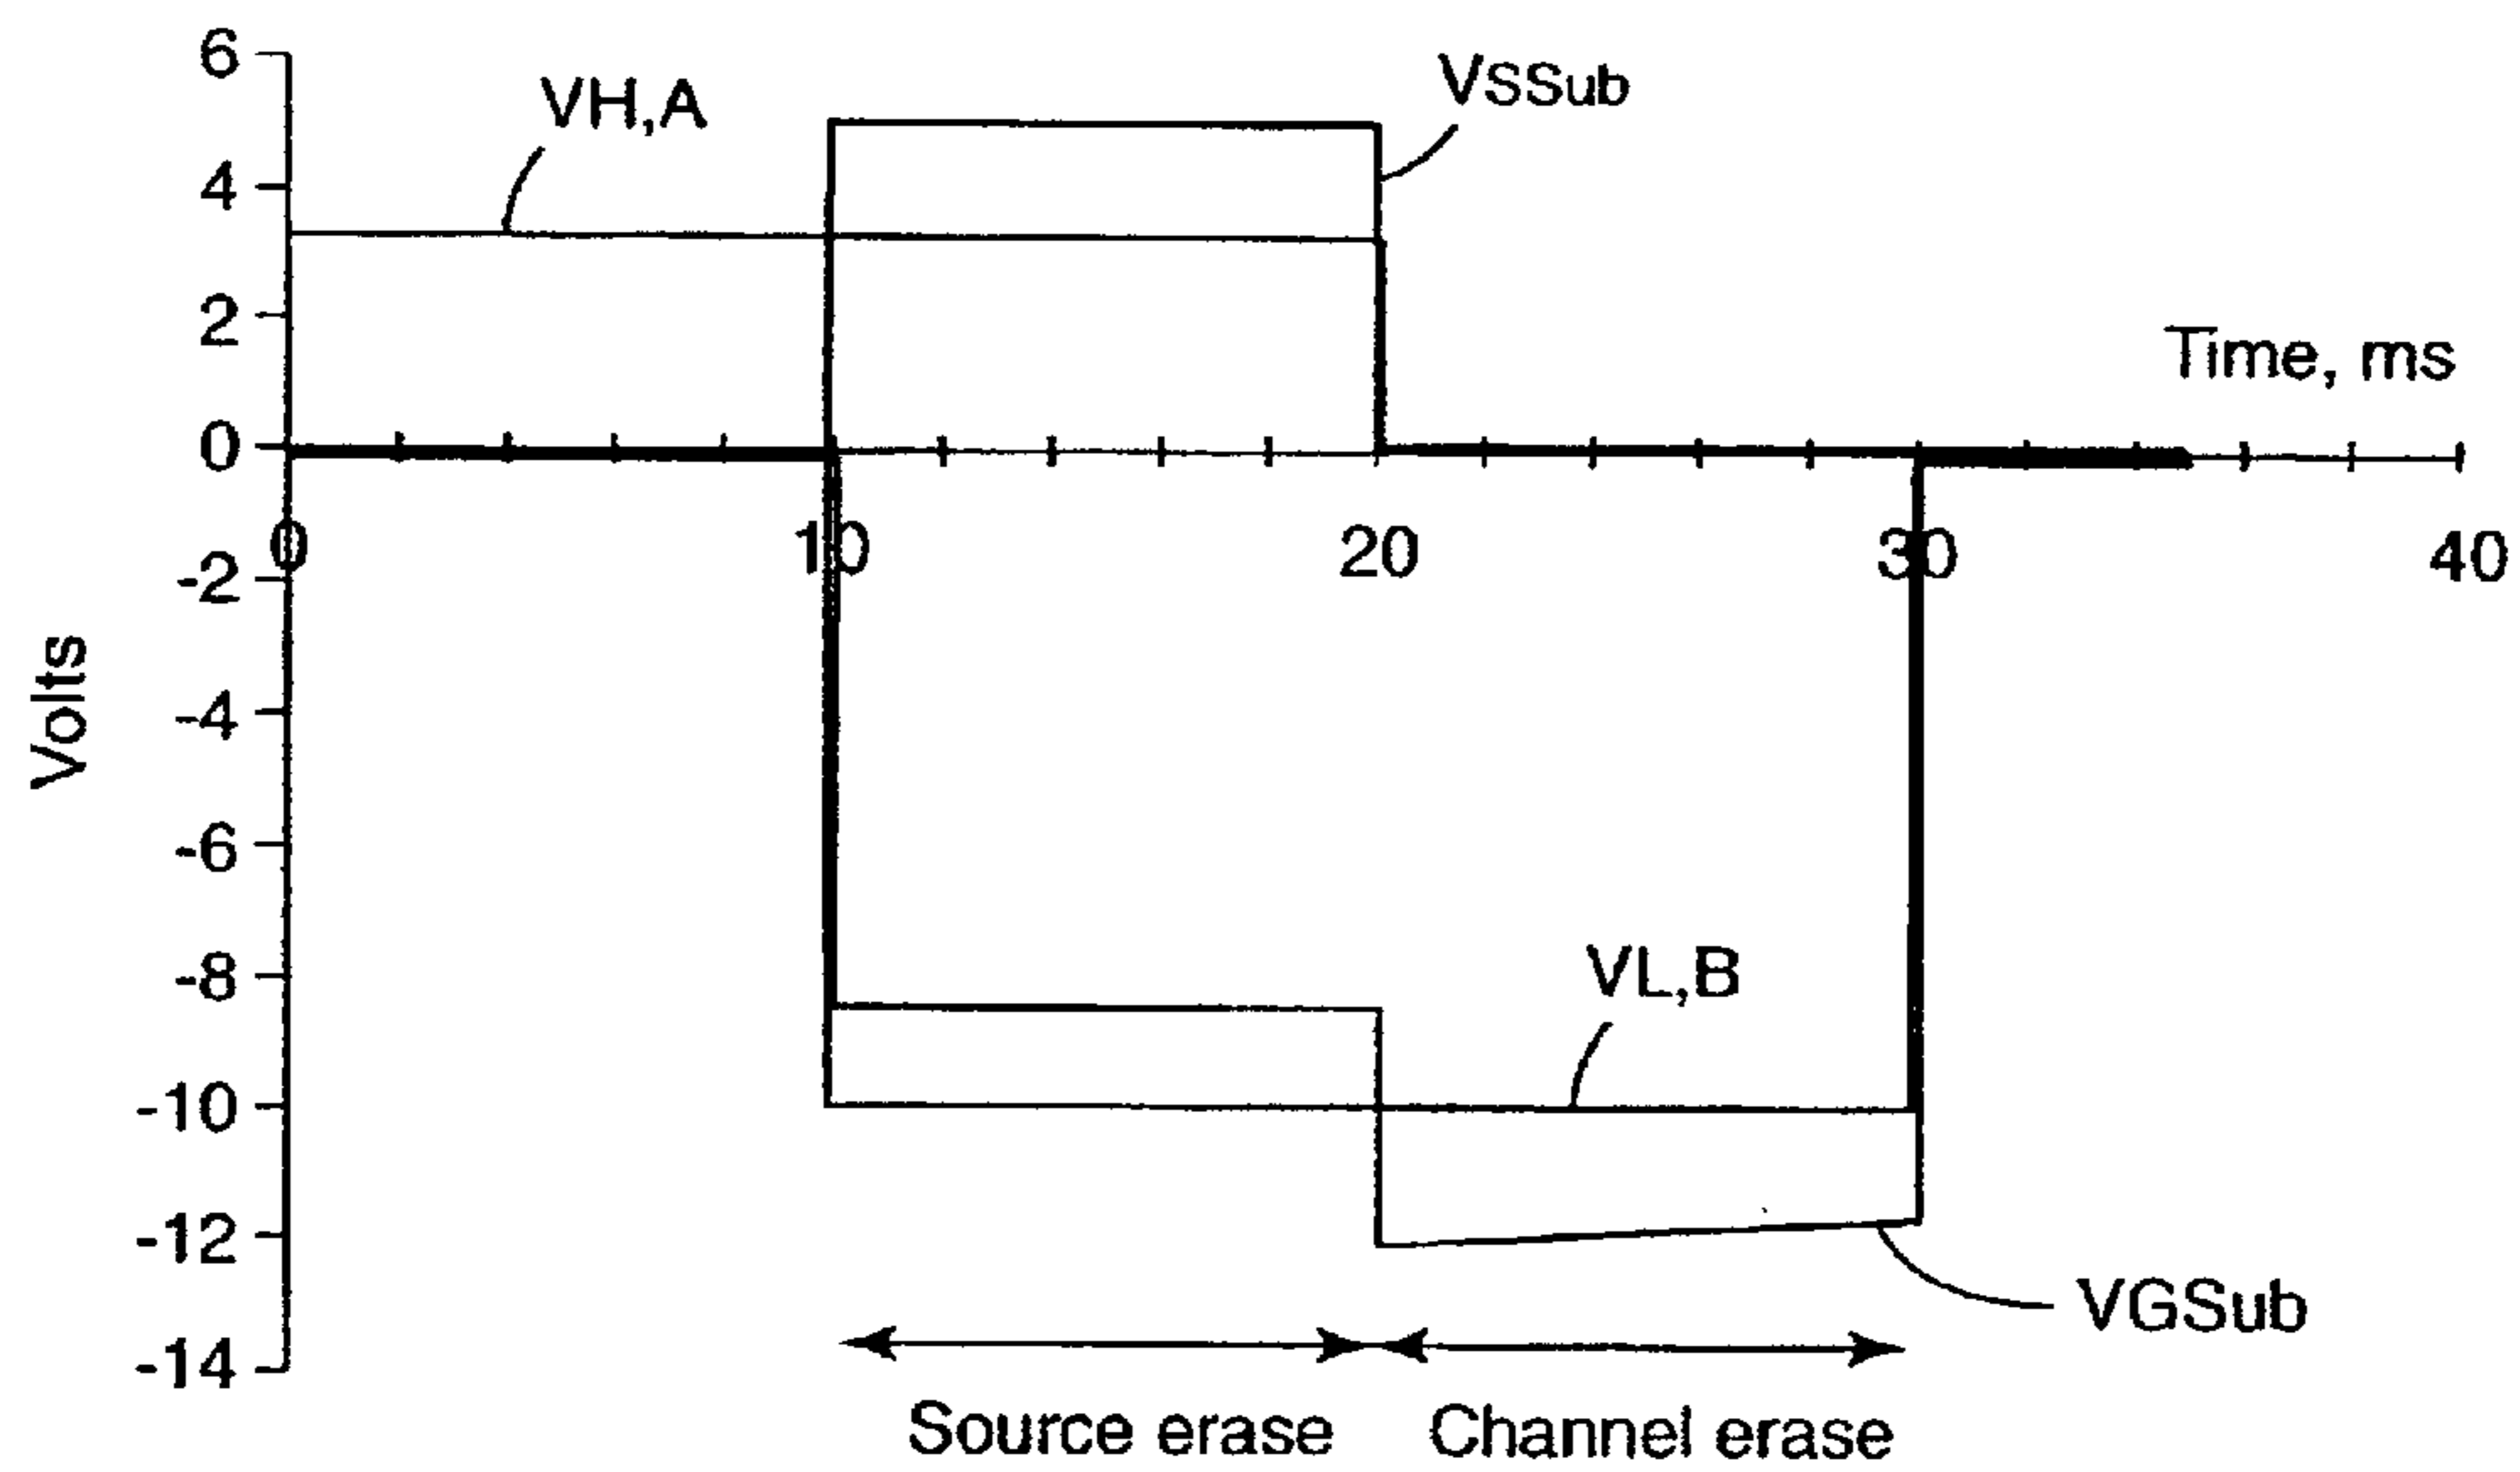 6
VH,A
VSSub
4
2
Time, ms
0
0
10
20
30
40
-2
Volts
-4
-6
-8
VL,B
-10
-12
VGSub
-14
Source erase
Channel erase